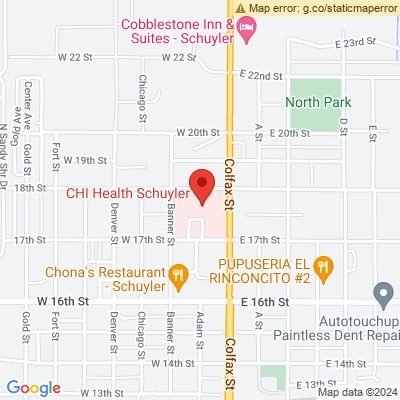 Map error: g.co/staticmaperror
Cobblestone Inn &
Suites - Schuyler
E 23rd St
W 22 St
W 22 St
E 22nd St
Chicago St
North Park
Center Ave
Gold St
Gold Ave
W 20th St
E 20th St
A St
D St
N Sandy Shr Dr
Fort St
W 19th St
Colfax St
18th St
CHI Health Schuyler
Denver St
Banner St
17th St
W 17th St
E 17th St
Chona's Restaurant
- Schuyler
PUPUSERIA EL
RINCONCITO #2
W 16th St
E 16th St
Gold St
Fort St
Denver St
Chicago St
Banner St
Adam St
Colfax St
A St
Autotouchup
Paintless Dent Repai
W 14th St
E 14th St
E 13th St
W 13th St
Google
Map data ©2024